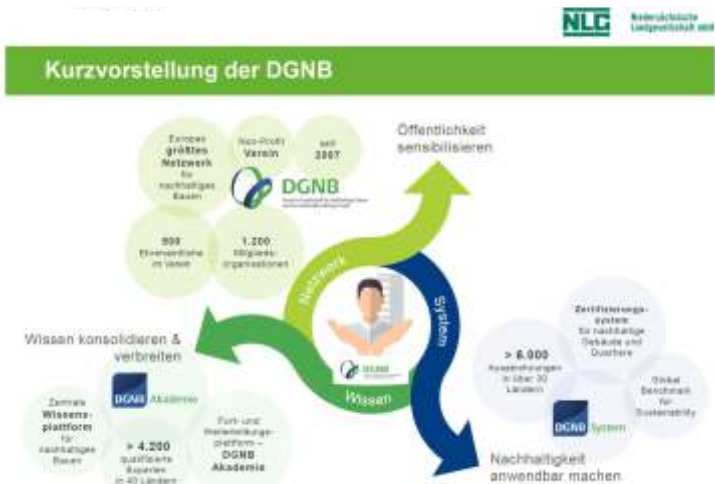 NLG
Niedersächsische
Landgesellschaft mbH
Kurzvorstellung der DGNB
Öffentlichkeit
sensibilisieren
Europas
größtes
Netzwerk
für
nachhaltiges
Bauen
Non-Profit
Verein
seit
2007
DGNB
1.200
Mitglieds-
organisationen
Ehrenamtliche
im Verein
Netzwerk
System
Wissen
DGNB
Wissen konsolidieren &
verbreiten
DGNB Akademie
Zentrale
Wissens-
plattform
für
nachhaltiges
Bauen
> 4.200
qualifizierte
Experten
in 40 Ländern
Fort- und
Weiterbildungs-
plattform –
DGNB
Akademie
Zertifizierungs-
system
für nachhaltige
Gebäude und
Quartiere
> 6.000
Auszeichnungen
in über 30
Ländern
Global
Benchmark
for
Sustainability
DGNB System
Nachhaltigkeit
anwendbar machen